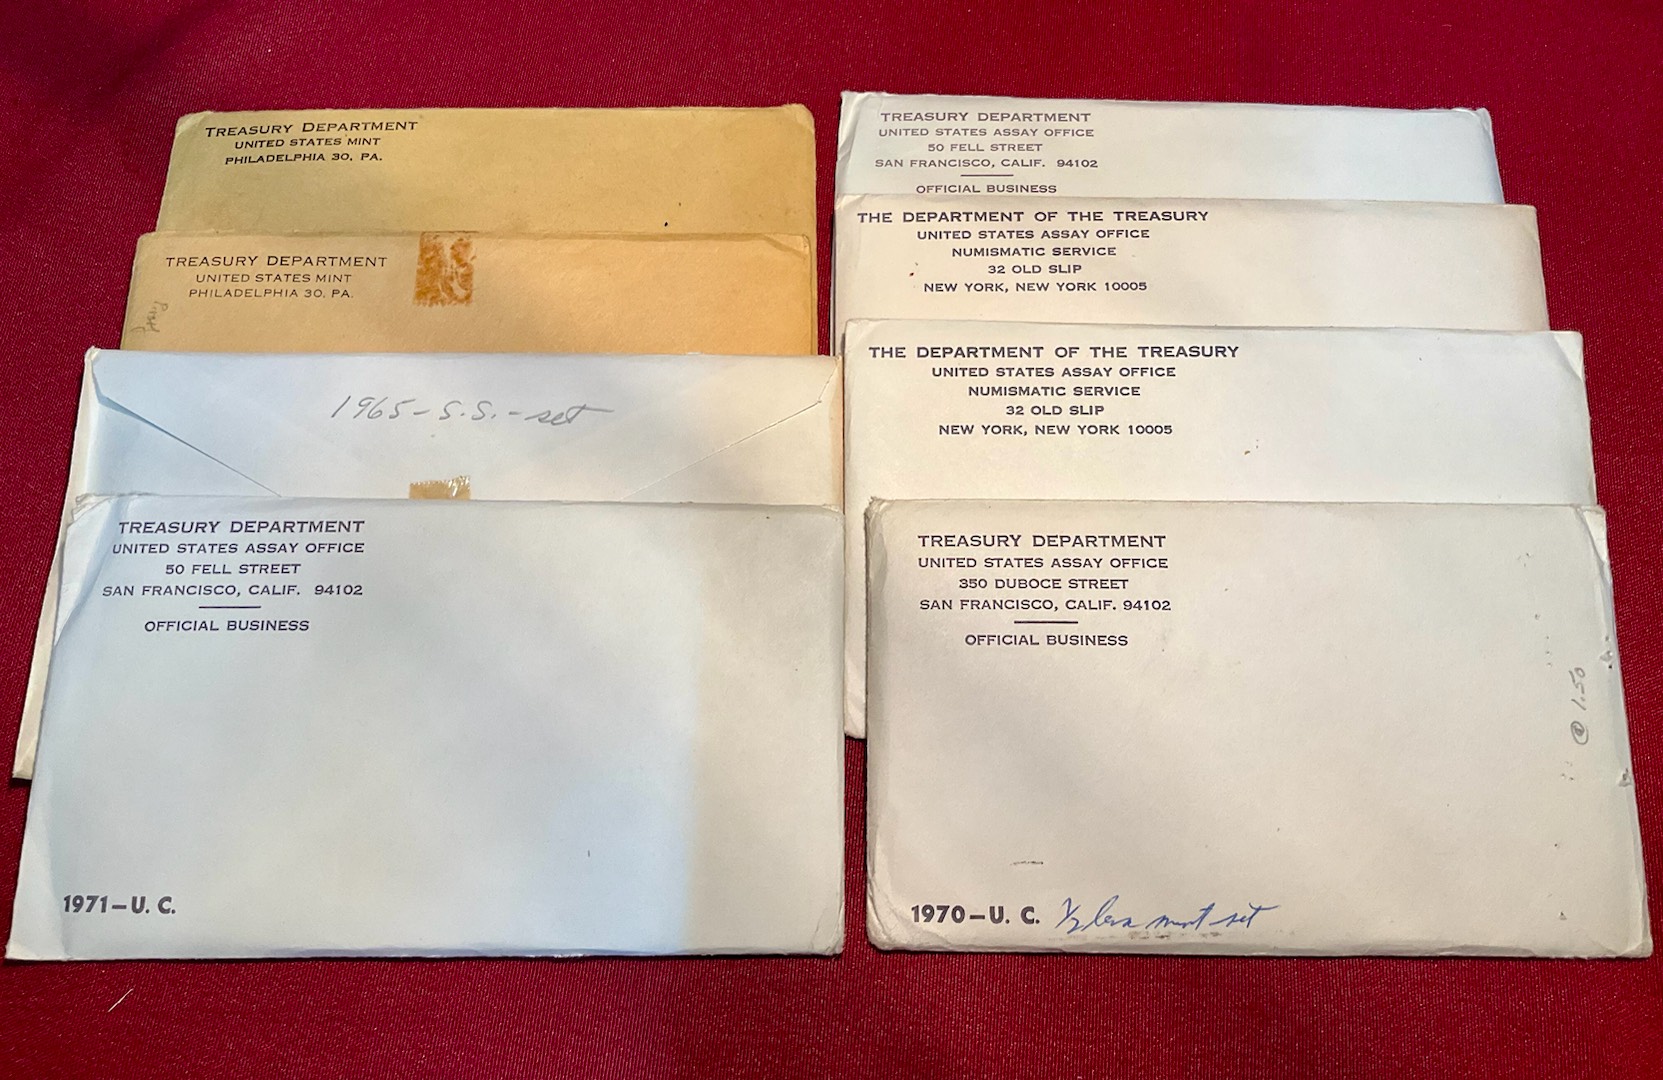 TREASURY DEPARTMENT
UNITED STATES MINT
PHILADELPHIA 30, PA.
TREASURY DEPARTMENT
UNITED STATES MINT
PHILADELPHIA 30, PA.
1965-S.S.-set
TREASURY DEPARTMENT
UNITED STATES ASSAY OFFICE
50 FELL STREET
SAN FRANCISCO, CALIF. 94102
OFFICIAL BUSINESS
1971-U. C.
TREASURY DEPARTMENT
UNITED STATES ASSAY OFFICE
50 FELL STREET
SAN FRANCISCO, CALIF. 94102
OFFICIAL BUSINESS
THE DEPARTMENT OF THE TREASURY
UNITED STATES ASSAY OFFICE
NUMISMATIC SERVICE
32 OLD SLIP
NEW YORK, NEW YORK 10005
THE DEPARTMENT OF THE TREASURY
UNITED STATES ASSAY OFFICE
NUMISMATIC SERVICE
32 OLD SLIP
NEW YORK, NEW YORK 10005
TREASURY DEPARTMENT
UNITED STATES ASSAY OFFICE
350 DUBOCE STREET
SAN FRANCISCO, CALIF. 94102
OFFICIAL BUSINESS
@ 1.50
1970-U. C. mint set